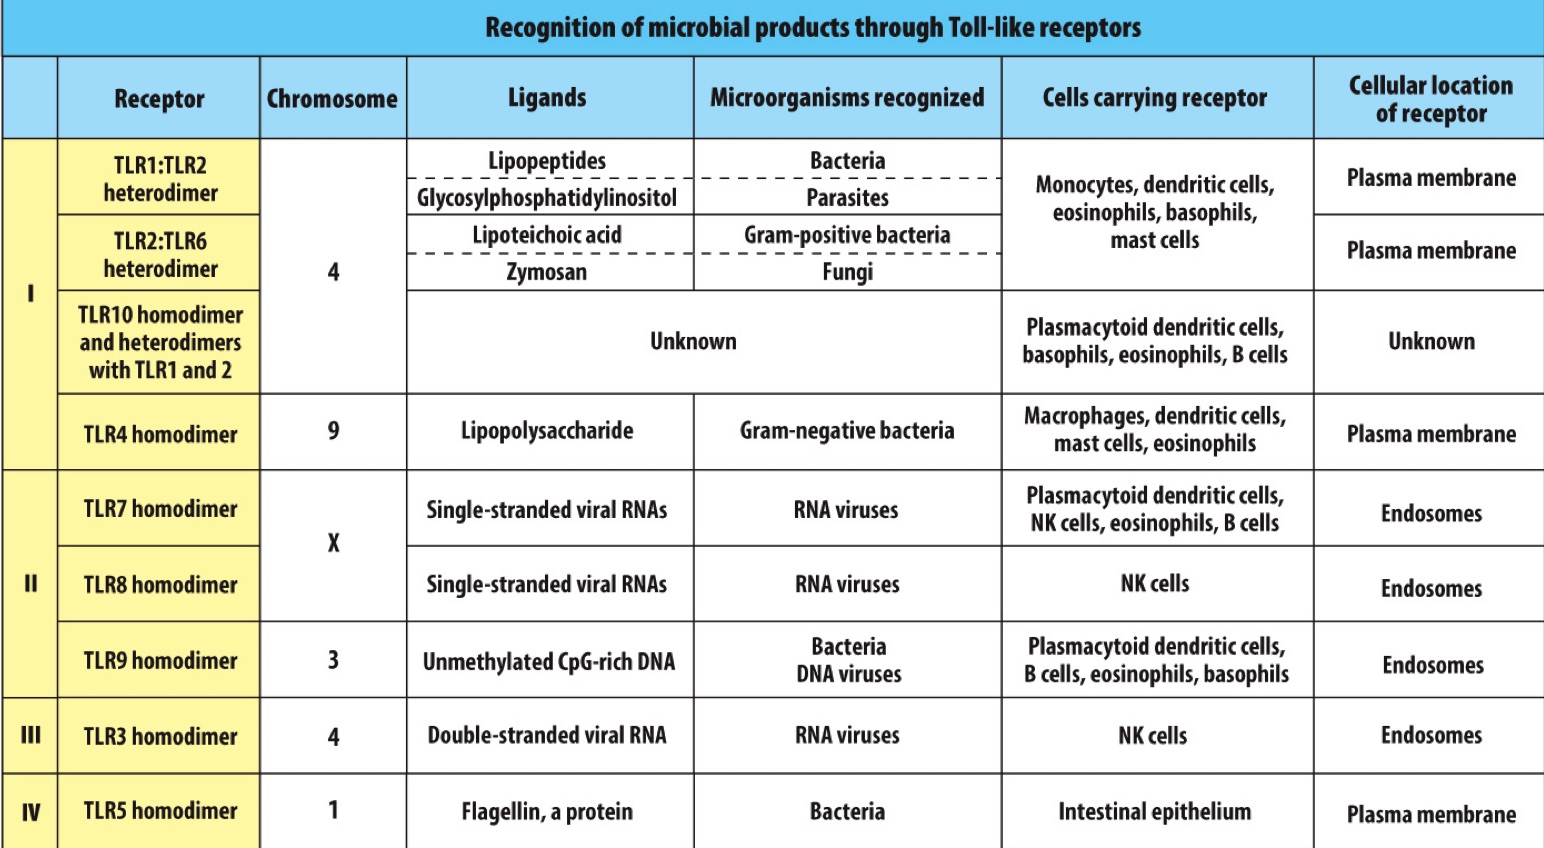 Recognition of microbial products through Toll-like receptors
Receptor
Chromosome
Ligands
Microorganisms recognized
Cells carrying receptor
Cellular location
of receptor
I
TLR1:TLR2
heterodimer
4
Lipopeptides
Bacteria
Glycosylphosphatidylinositol
Parasites
Monocytes, dendritic cells,
eosinophils, basophils,
mast cells
Plasma membrane
TLR2:TLR6
heterodimer
Lipoteichoic acid
Gram-positive bacteria
Zymosan
Fungi
Plasma membrane
TLR10 homodimer
and heterodimers
with TLR1 and 2
Unknown
Plasmacytoid dendritic cells,
basophils, eosinophils, B cells
Unknown
TLR4 homodimer
9
Lipopolysaccharide
Gram-negative bacteria
Macrophages, dendritic cells,
mast cells, eosinophils
Plasma membrane
II
TLR7 homodimer
X
Single-stranded viral RNAs
RNA viruses
Plasmacytoid dendritic cells,
NK cells, eosinophils, B cells
Endosomes
TLR8 homodimer
Single-stranded viral RNAs
RNA viruses
NK cells
Endosomes
TLR9 homodimer
3
Unmethylated CpG-rich DNA
Bacteria
DNA viruses
Plasmacytoid dendritic cells,
B cells, eosinophils, basophils
Endosomes
III
TLR3 homodimer
4
Double-stranded viral RNA
RNA viruses
NK cells
Endosomes
IV
TLR5 homodimer
1
Flagellin, a protein
Bacteria
Intestinal epithelium
Plasma membrane